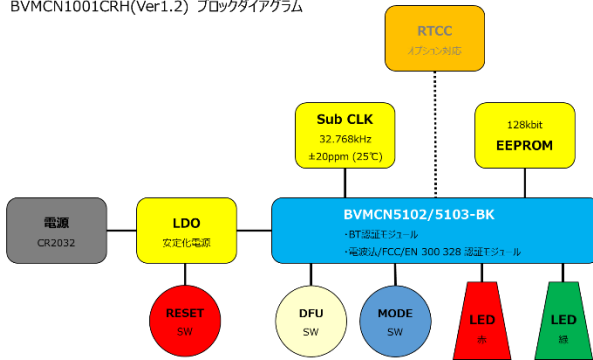 BVMCN1001CRH(Ver1.2) ブロックダイアグラム
RTCC
オプション対応
Sub CLK
32.768kHz
±20ppm (25℃)
128kbit
EEPROM
電源
CR2032
LDO
安定化電源
BVMCN5102/5103-BK
・BT認証モジュール
・電波法/FCC/EN 300 328 認証モジュール
RESET
SW
DFU
SW
MODE
SW
LED
赤
LED
緑